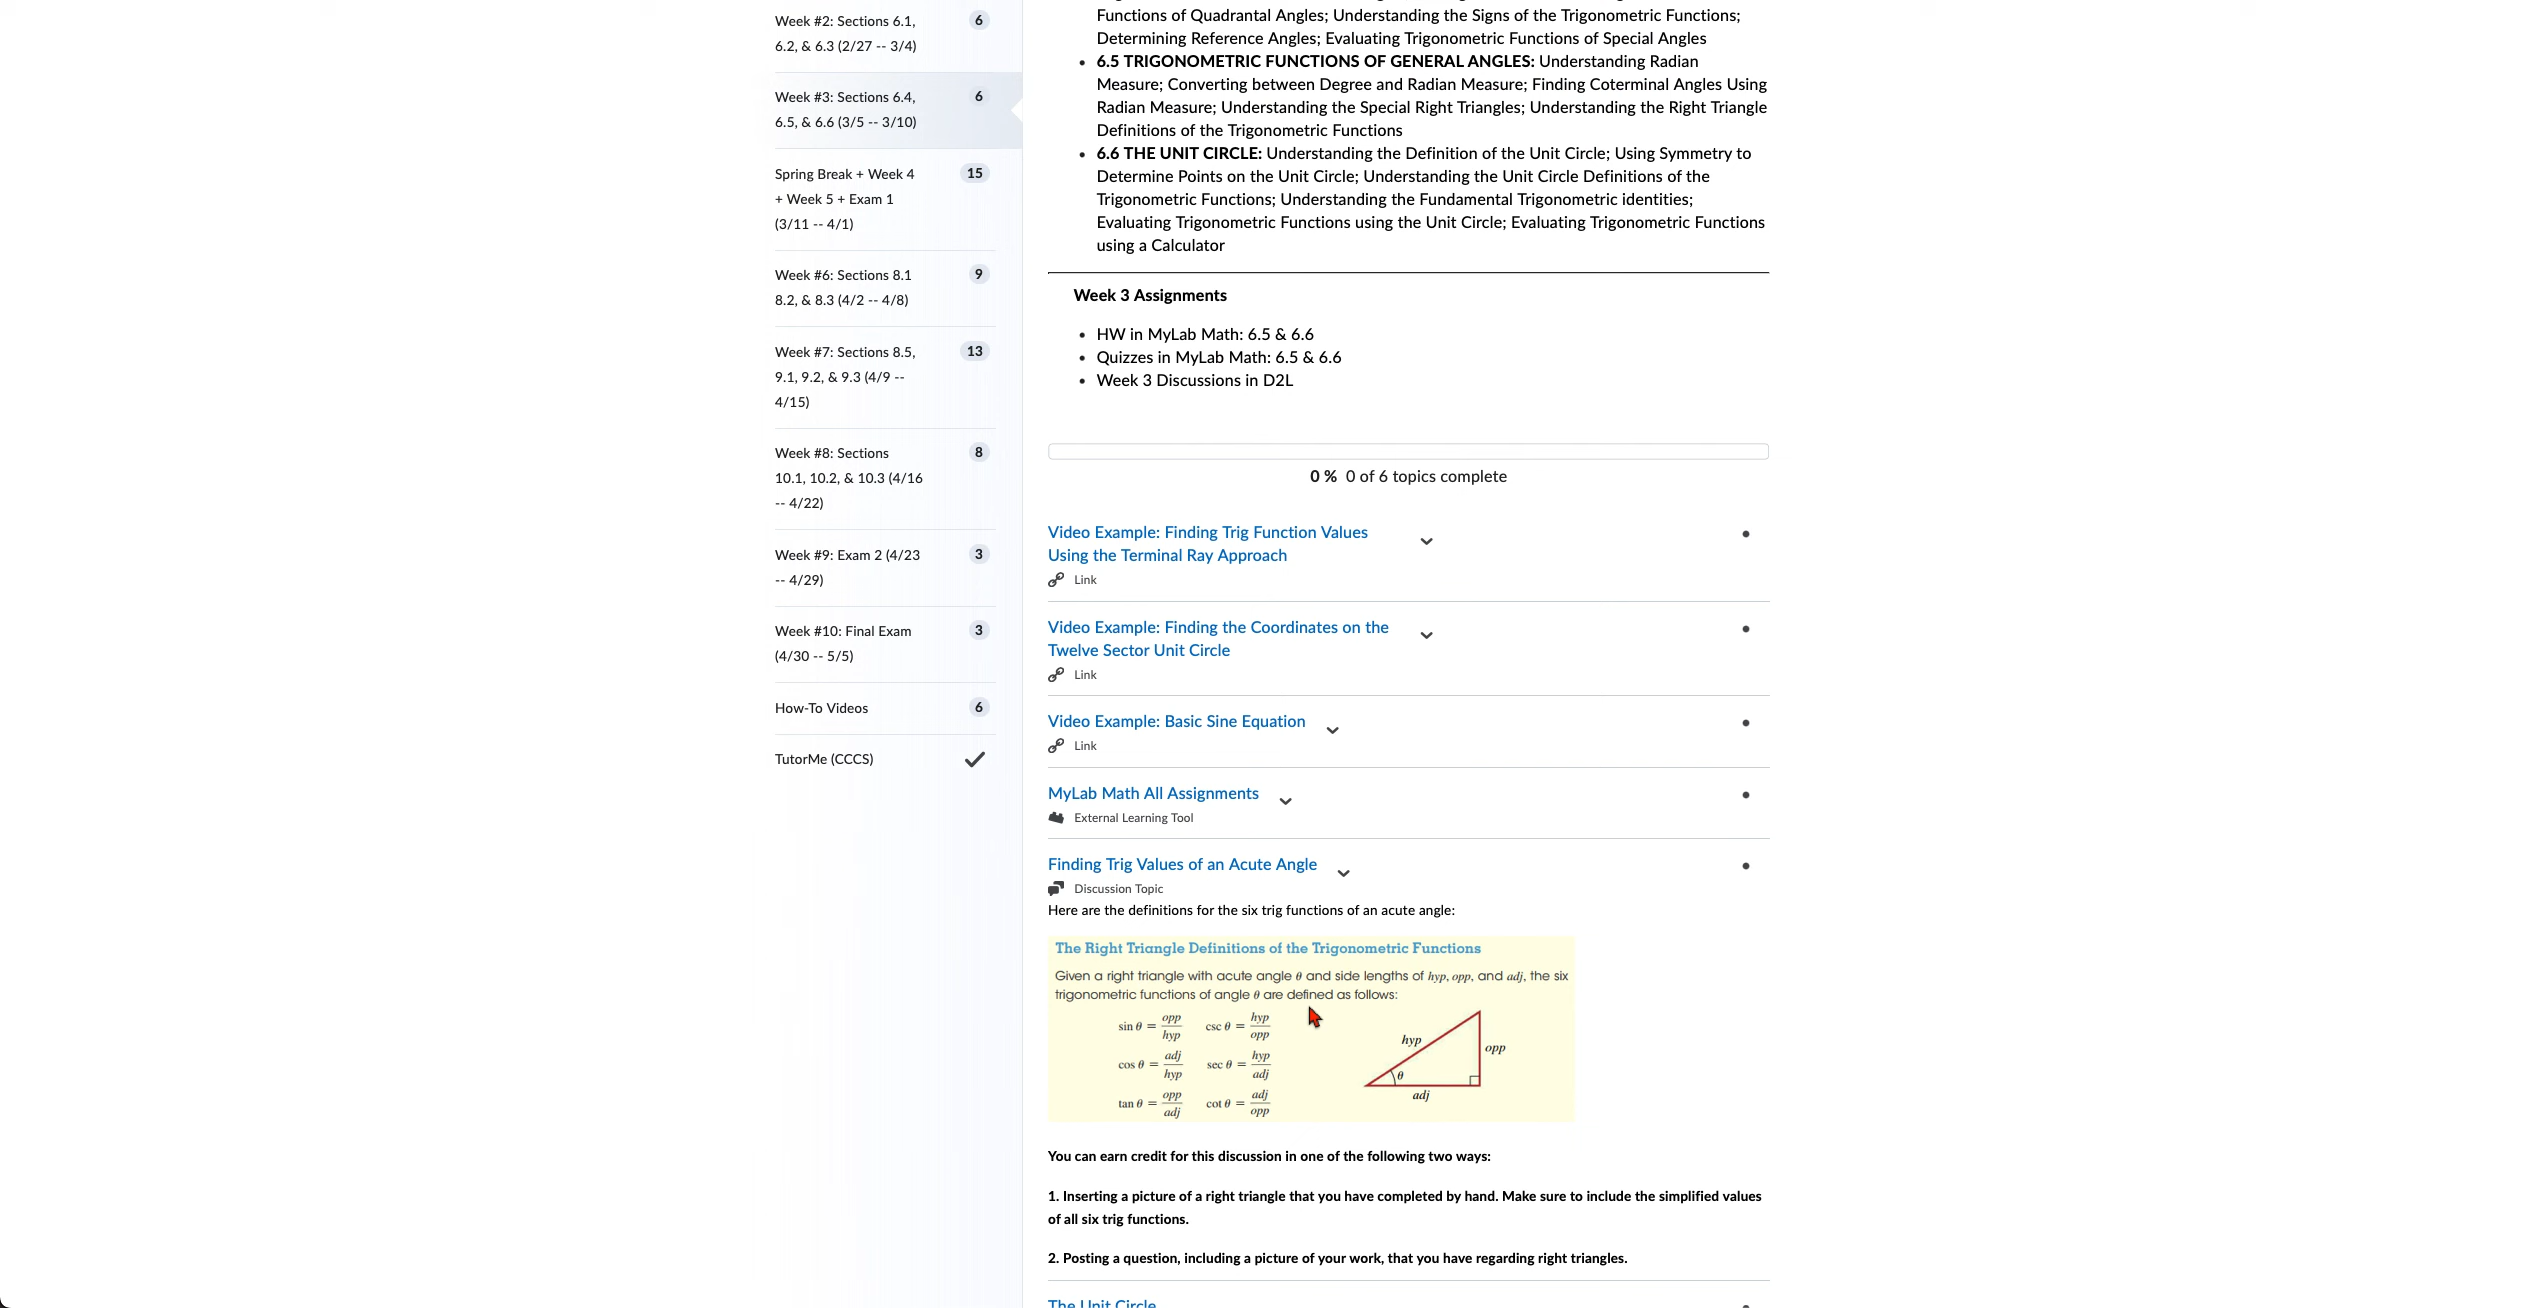 Week #2: Sections 6.1,
6.2, & 6.3 (2/27 -- 3/4)
6
Week #3: Sections 6.4,
6.5, & 6.6 (3/5 -- 3/10)
6
Spring Break + Week 4
+ Week 5 + Exam 1
(3/11 -- 4/1)
15
Week #6: Sections 8.1
8.2, & 8.3 (4/2 -- 4/8)
9
Week #7: Sections 8.5,
9.1, 9.2, & 9.3 (4/9 --
4/15)
13
Week #8: Sections
10.1, 10.2, & 10.3 (4/16
-- 4/22)
8
Week #9: Exam 2 (4/23
-- 4/29)
3
Week #10: Final Exam
(4/30 -- 5/5)
3
How-To Videos
6
TutorMe (CCCS)
Functions of Quadrantal Angles; Understanding the Signs of the Trigonometric Functions;
Determining Reference Angles; Evaluating Trigonometric Functions of Special Angles
• 6.5 TRIGONOMETRIC FUNCTIONS OF GENERAL ANGLES: Understanding Radian
Measure; Converting between Degree and Radian Measure; Finding Coterminal Angles Using
Radian Measure; Understanding the Special Right Triangles; Understanding the Right Triangle
Definitions of the Trigonometric Functions
• 6.6 THE UNIT CIRCLE: Understanding the Definition of the Unit Circle; Using Symmetry to
Determine Points on the Unit Circle; Understanding the Unit Circle Definitions of the
Trigonometric Functions; Understanding the Fundamental Trigonometric identities;
Evaluating Trigonometric Functions using the Unit Circle; Evaluating Trigonometric Functions
using a Calculator
Week 3 Assignments
• HW in MyLab Math: 6.5 & 6.6
• Quizzes in MyLab Math: 6.5 & 6.6
• Week 3 Discussions in D2L
0 % 0 of 6 topics complete
Video Example: Finding Trig Function Values
Using the Terminal Ray Approach
Link
Video Example: Finding the Coordinates on the
Twelve Sector Unit Circle
Link
Video Example: Basic Sine Equation
Link
MyLab Math All Assignments
External Learning Tool
Finding Trig Values of an Acute Angle
Discussion Topic
Here are the definitions for the six trig functions of an acute angle:
The Right Triangle Definitions of the Trigonometric Functions
Given a right triangle with acute angle θ and side lengths of hyp, opp, and adj, the six
trigonometric functions of angle θ are defined as follows:
sin θ = opp/hyp csc θ = hyp/opp
cos θ = adj/hyp sec θ = hyp/adj
tan θ = opp/adj cot θ = adj/opp
hyp
opp
θ
adj
You can earn credit for this discussion in one of the following two ways:
1. Inserting a picture of a right triangle that you have completed by hand. Make sure to include the simplified values
of all six trig functions.
2. Posting a question, including a picture of your work, that you have regarding right triangles.
The Unit Circle